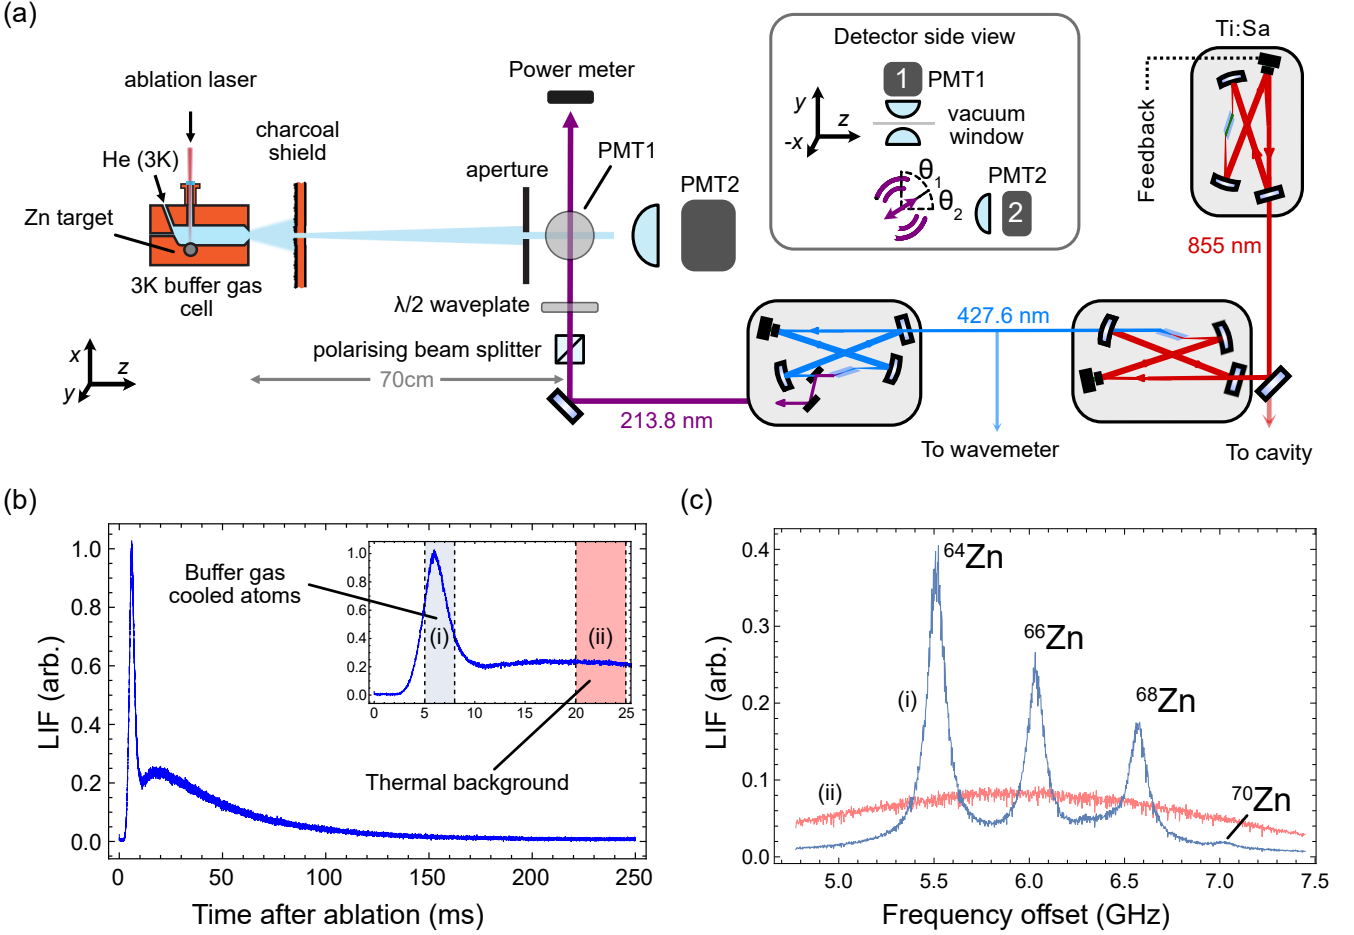 (a)
ablation laser
He (3K)
Zn target
charcoal
shield
3K buffer gas
cell
x
z
y
70cm
Power meter
aperture
PMT1
PMT2
λ/2 waveplate
polarising beam splitter
213.8 nm
Detector side view
1
PMT1
vacuum
window
y
z
-x
θ1
θ2
PMT2
2
Ti:Sa
Feedback
855 nm
427.6 nm
To wavemeter
To cavity
(b)
LIF (arb.)
1.0
0.8
0.6
0.4
0.2
0.0
0
50
100
150
200
250
Time after ablation (ms)
Buffer gas
cooled atoms
Thermal background
1.0
0.8
0.6
0.4
0.2
0.0
0
5
10
15
20
25
(i)
(ii)
(c)
LIF (arb.)
0.4
0.3
0.2
0.1
0.0
5.0
5.5
6.0
6.5
7.0
7.5
Frequency offset (GHz)
64Zn
66Zn
68Zn
70Zn
(i)
(ii)